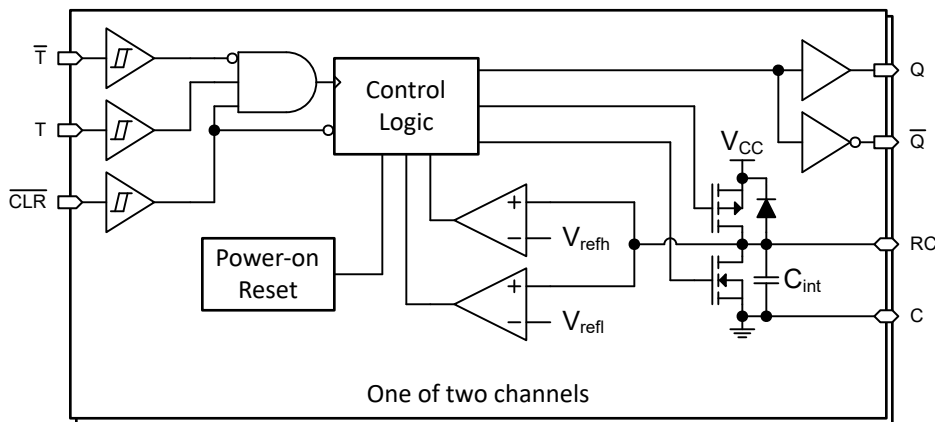 T̅
T
C̅L̅R̅
Control
Logic
Power-on
Reset
+
−
V_refh
+
−
V_refl
V_CC
C_int
Q
Q̅
RC
C
One of two channels